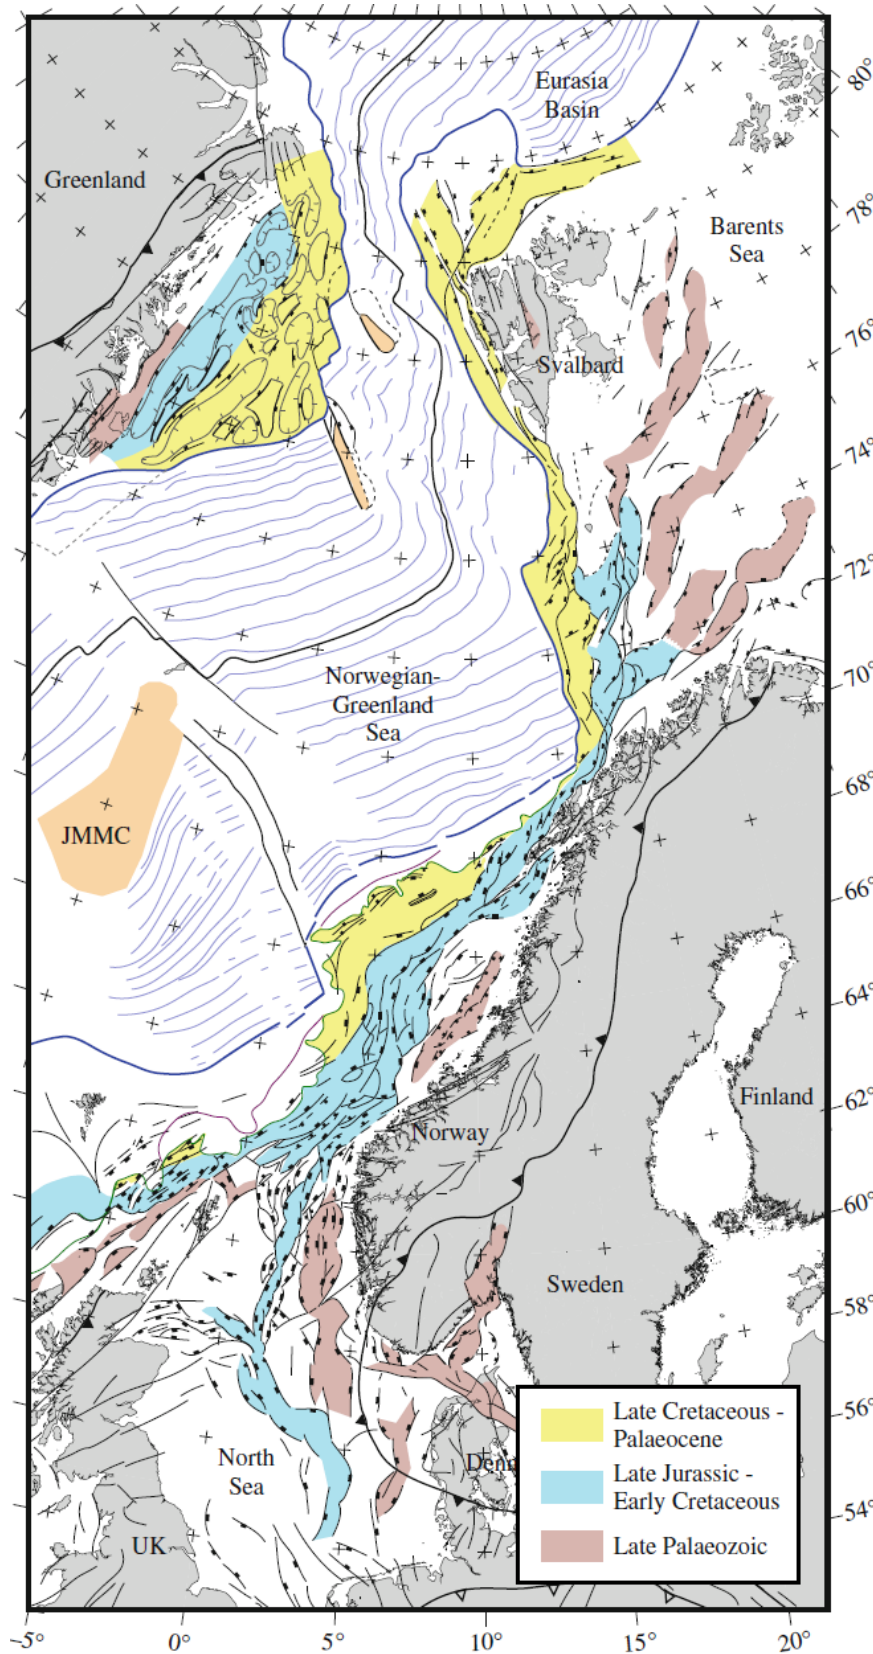 Eurasia
Basin
80°
Greenland
78°
Barents
Sea
76°
Svalbard
74°
72°
Norwegian-
Greenland
Sea
70°
68°
JMMC
66°
64°
Finland
62°
Norway
60°
Sweden
58°
Late Cretaceous -
Palaeocene
56°
North
Sea
Denn
Late Jurassic -
Early Cretaceous
54°
UK
Late Palaeozoic
-5°
0°
5°
10°
15°
20°